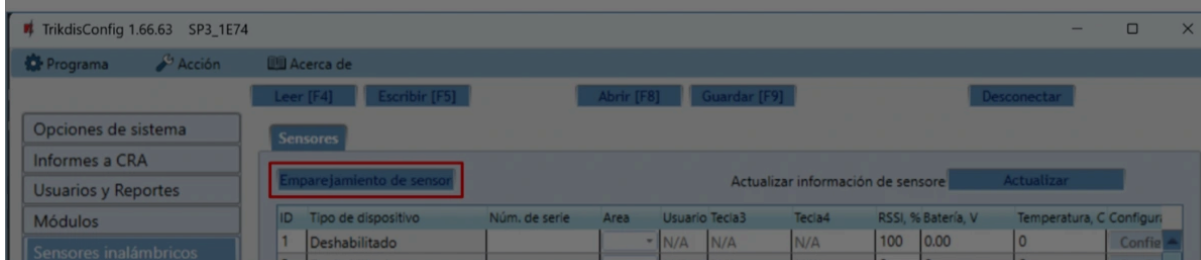 TrikdisConfig 1.66.63 SP3_1E74
Programa Acción Acerca de
Leer [F4] Escribir [F5] Abrir [F8] Guardar [F9] Desconectar
Opciones de sistema
Sensores
Informes a CRA
Emparejamiento de sensor Actualizar información de sensore Actualizar
Usuarios y Reportes
Módulos
ID Tipo de dispositivo Núm. de serie Area Usuario Tecla3 Tecla4 RSSI, % Batería, V Temperatura, C Configura
1 Deshabilitado N/A N/A N/A 100 0.00 0 Config
Sensores inalámbricos